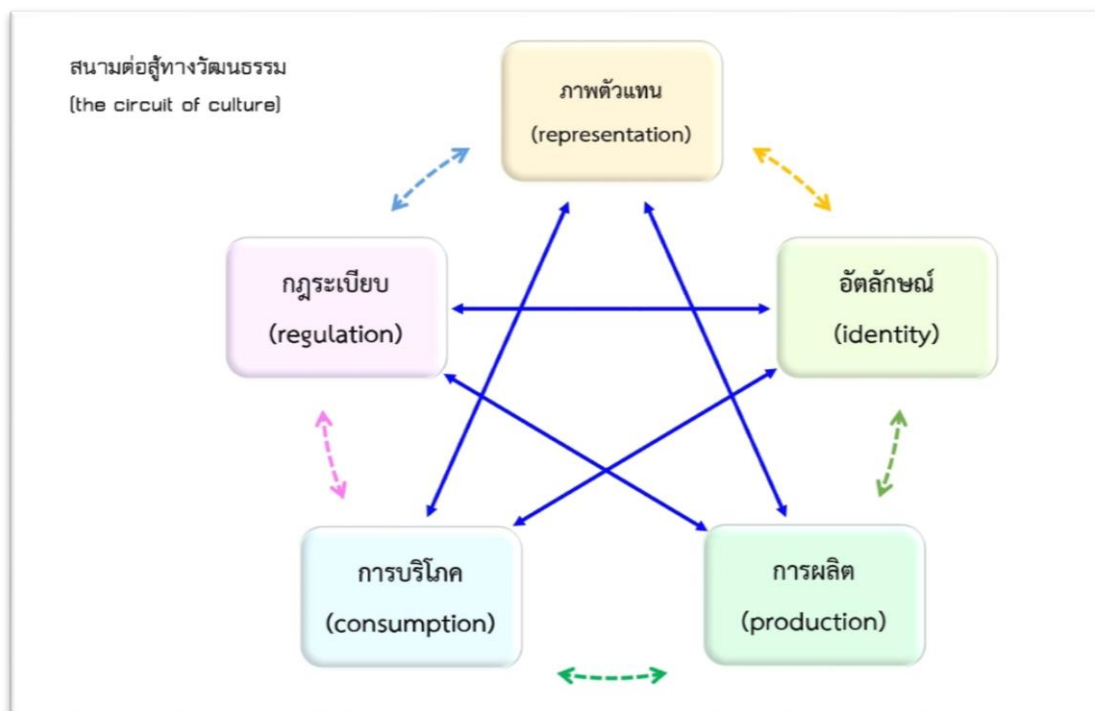 สนามต่อสู้ทางวัฒนธรรม
(the circuit of culture)
ภาพตัวแทน
(representation)
กฎระเบียบ
(regulation)
อัตลักษณ์
(identity)
การบริโภค
(consumption)
การผลิต
(production)